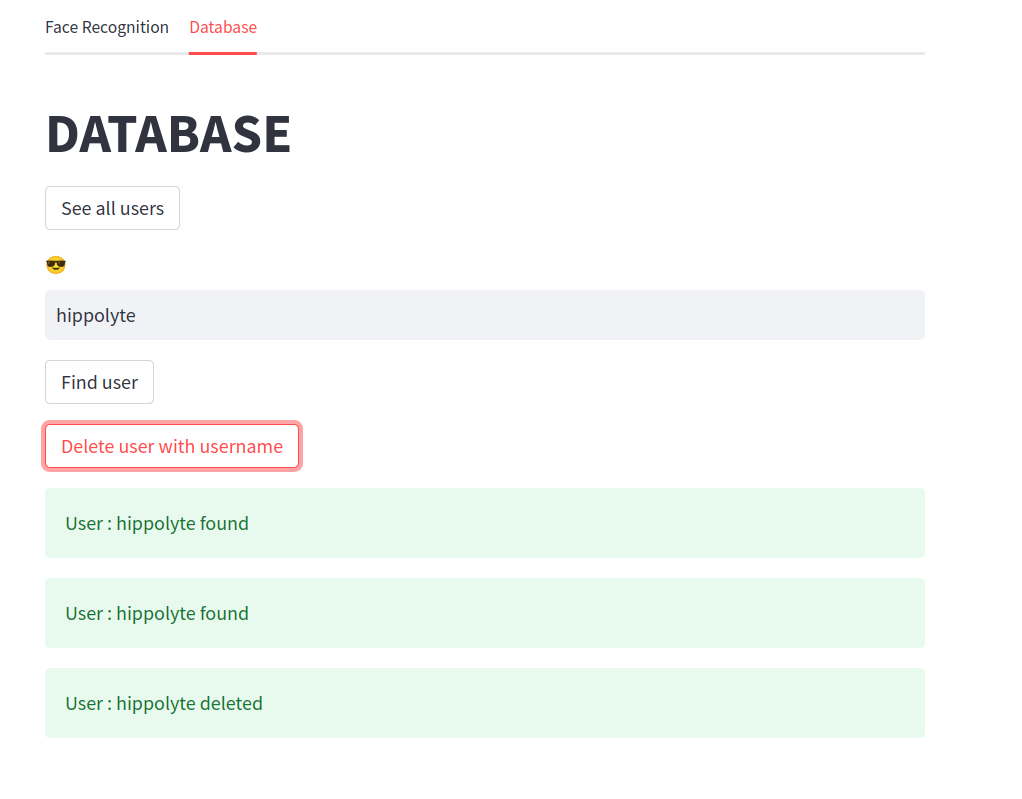 Face Recognition Database
DATABASE
See all users
😎
hippolyte
Find user
Delete user with username
User : hippolyte found
User : hippolyte found
User : hippolyte deleted